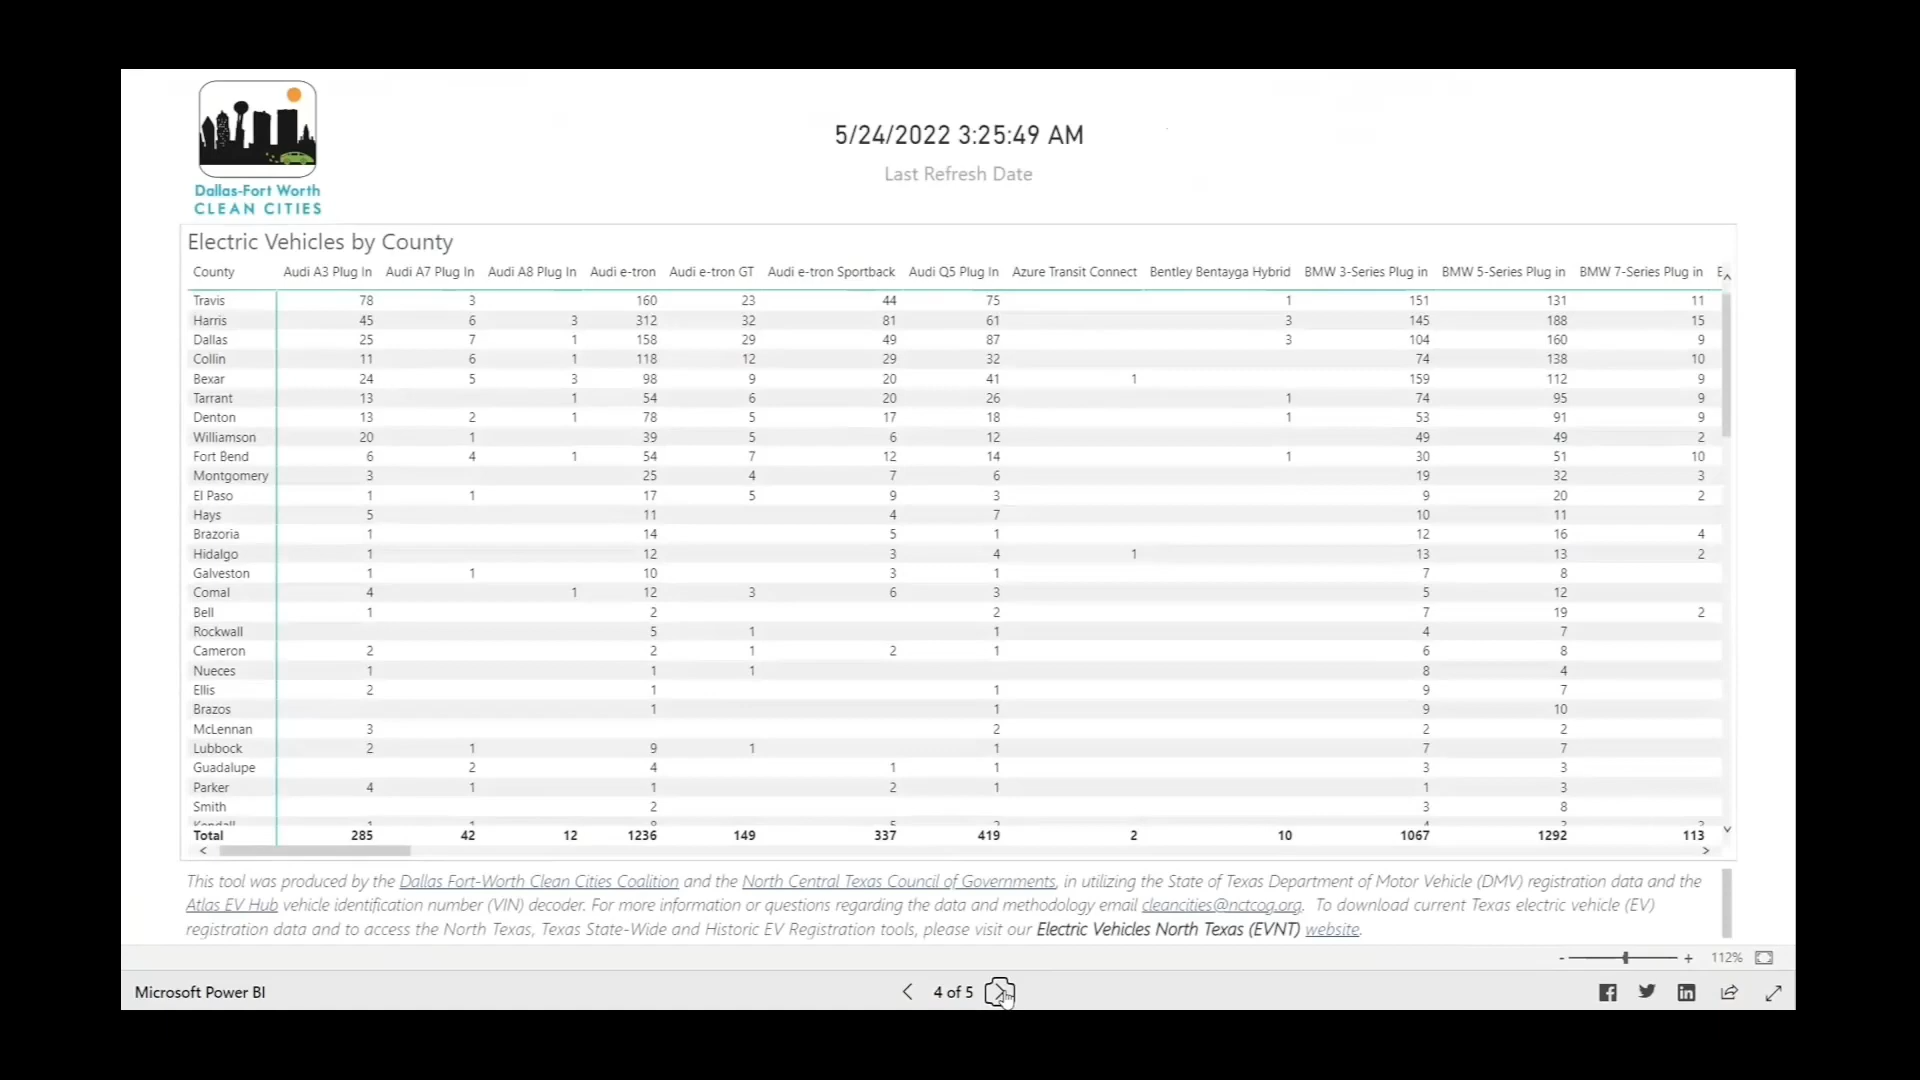 Dallas-Fort Worth
CLEAN CITIES
5/24/2022 3:25:49 AM
Last Refresh Date
Electric Vehicles by County
County Audi A3 Plug In Audi A7 Plug In Audi A8 Plug In Audi e-tron Audi e-tron GT Audi e-tron Sportback Audi Q5 Plug In Azure Transit Connect Bentley Bentayga Hybrid BMW 3-Series Plug in BMW 5-Series Plug in BMW 7-Series Plug in
Travis 78 3 160 23 44 75 1 151 131 11
Harris 45 6 3 312 32 81 61 3 145 188 15
Dallas 25 7 1 158 29 49 87 3 104 160 9
Collin 11 6 1 118 12 29 32 74 138 10
Bexar 24 5 3 98 9 20 41 1 159 112 9
Tarrant 13 1 54 6 20 26 1 74 95 9
Denton 13 2 1 78 5 17 18 1 53 91 9
Williamson 20 1 39 5 6 12 49 49 2
Fort Bend 6 4 1 54 7 12 14 1 30 51 10
Montgomery 3 25 4 7 6 19 32 3
El Paso 1 1 17 5 9 3 9 20 2
Hays 5 11 4 7 10 11
Brazoria 1 14 5 1 12 16 4
Hidalgo 1 12 3 4 1 13 13 2
Galveston 1 1 10 3 1 7 8
Comal 4 1 12 3 6 3 5 12
Bell 1 2 2 7 19 2
Rockwall 5 1 1 4 7
Cameron 2 2 1 2 1 6 8
Nueces 1 1 1 8 4
Ellis 2 1 1 9 7
Brazos 1 1 9 10
McLennan 3 2 2 2
Lubbock 2 1 9 1 1 7 7
Guadalupe 2 4 1 1 3 3
Parker 4 1 1 2 1 1 3
Smith 2 3 8
Total 285 42 12 1236 149 337 419 2 10 1067 1292 113
This tool was produced by the Dallas Fort-Worth Clean Cities Coalition and the North Central Texas Council of Governments, in utilizing the State of Texas Department of Motor Vehicle (DMV) registration data and the
Atlas EV Hub vehicle identification number (VIN) decoder. For more information or questions regarding the data and methodology email cleancities@nctcog.org. To download current Texas electric vehicle (EV)
registration data and to access the North Texas, Texas State-Wide and Historic EV Registration tools, please visit our Electric Vehicles North Texas (EVNT) website.
- + 112%
Microsoft Power BI < 4 of 5 >